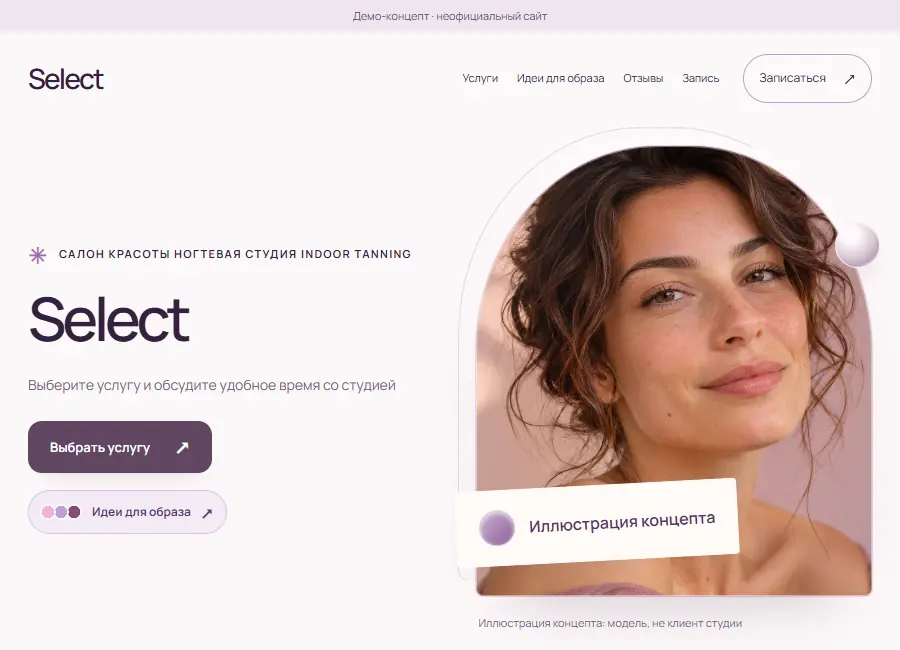 Демо-концепт · неофициальный сайт
Select
Услуги
Идеи для образа
Отзывы
Запись
Записаться ↗
САЛОН КРАСОТЫ НОГТЕВАЯ СТУДИЯ INDOOR TANNING
Select
Выберите услугу и обсудите удобное время со студией
Выбрать услугу ↗
Идеи для образа ↗
Иллюстрация концепта
Иллюстрация концепта: модель, не клиент студии